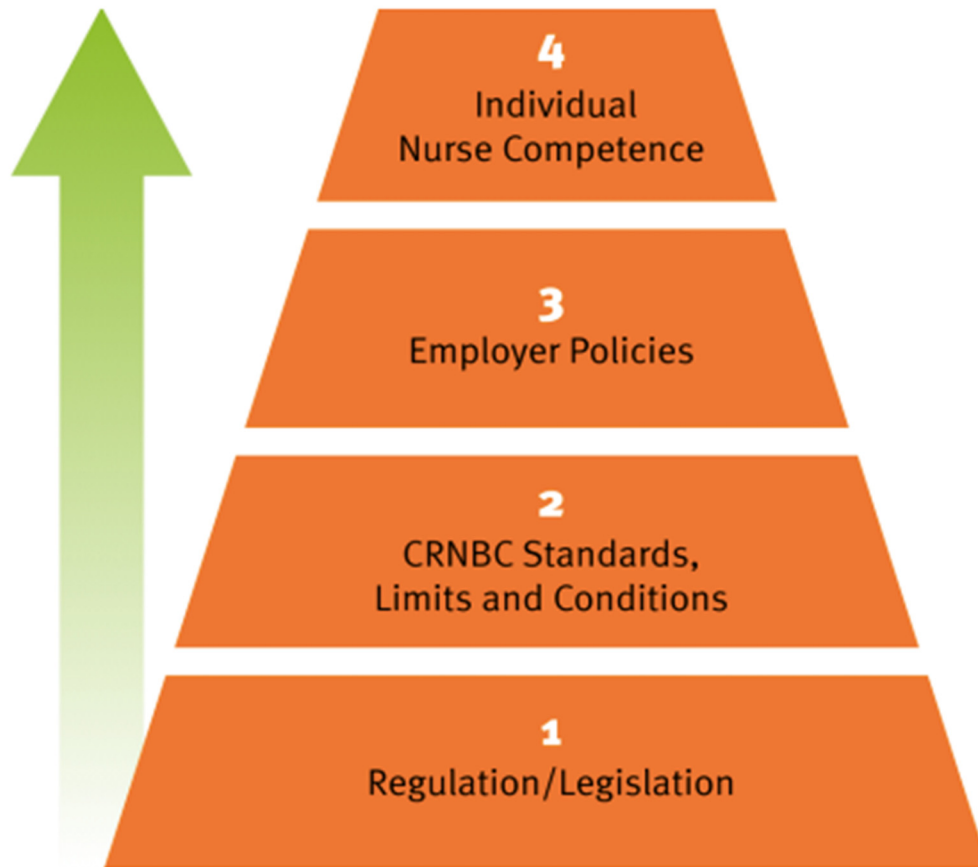 4
Individual
Nurse Competence
3
Employer Policies
2
CRNBC Standards,
Limits and Conditions
1
Regulation/Legislation